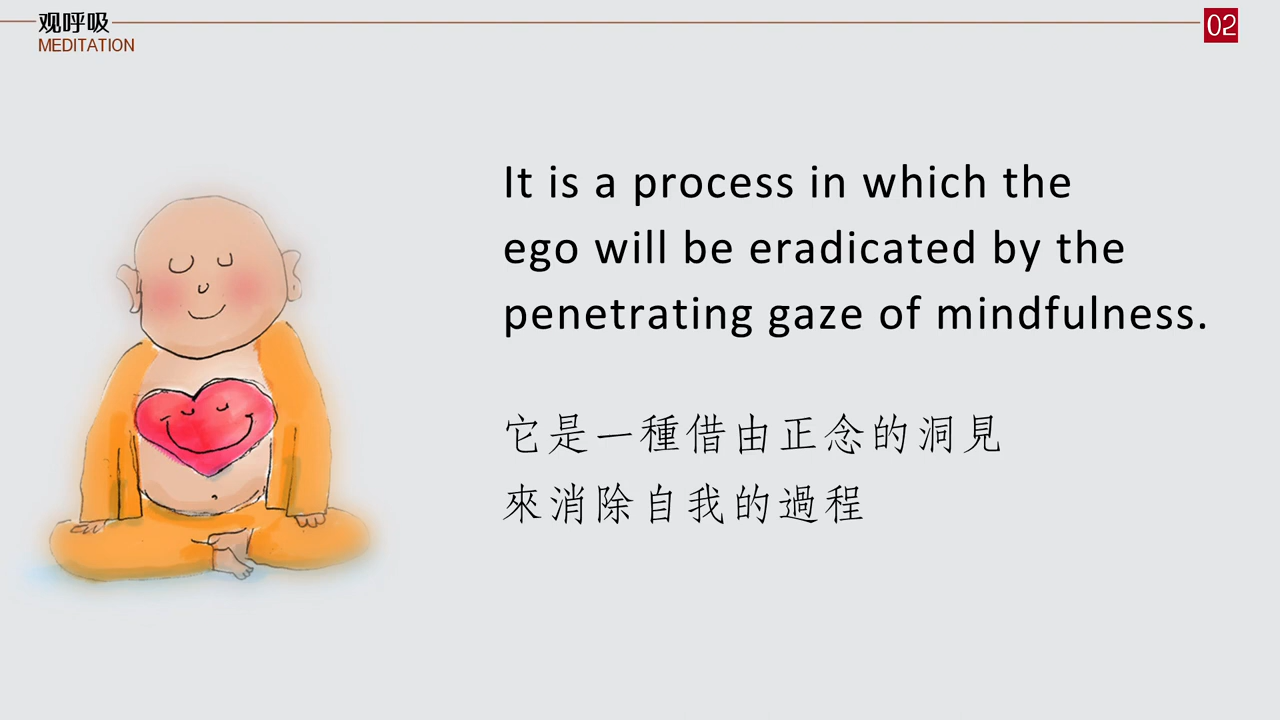 观呼吸
MEDITATION
02
It is a process in which the
ego will be eradicated by the
penetrating gaze of mindfulness.
它是一種借由正念的洞見
來消除自我的過程